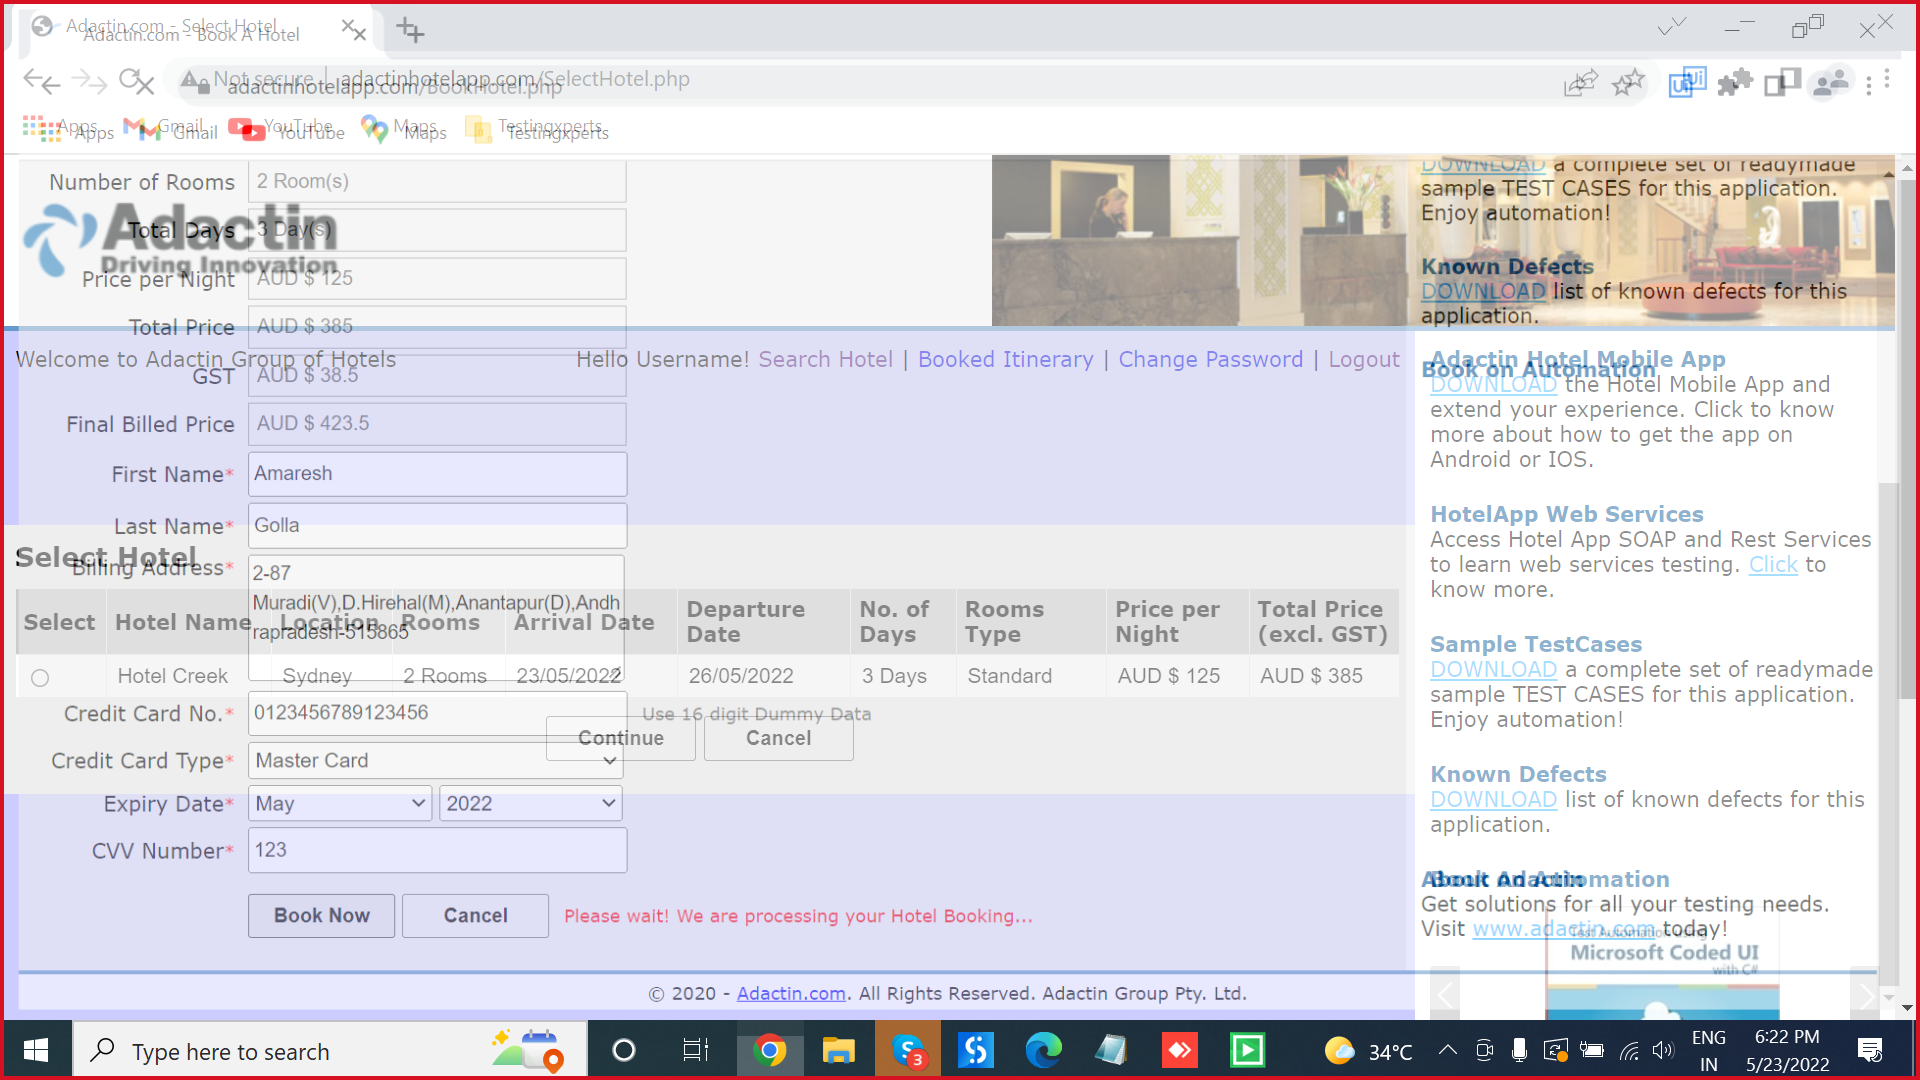 Adactin.com - Select Hotel
Adactin.com - Book A Hotel
Not secure | adactinhotelapp.com/SelectHotel.php
adactinhotelapp.com/BookHotel.php
Apps Gmail YouTube Maps Testingxperts
Apps Gmail YouTube Maps Testingxperts
Number of Rooms 2 Room(s)
Adactin
Driving Innovation
Total Days 3 Day(s)
Price per Night AUD $ 125
Total Price AUD $ 385
GST AUD $ 38.5
Final Billed Price AUD $ 423.5
First Name* Amaresh
Last Name* Golla
Billing Address* 2-87
Muradi(V),D.Hirehal(M),Anantapur(D),Andh
rapradesh-515865
Credit Card No.* 0123456789123456 Use 16 digit Dummy Data
Credit Card Type* Master Card
Expiry Date* May 2022
CVV Number* 123
Book Now Cancel Please wait! We are processing your Hotel Booking...
Welcome to Adactin Group of Hotels Hello Username! Search Hotel | Booked Itinerary | Change Password | Logout
Select Hotel
Select Hotel Name Location Rooms Arrival Date Departure Date No. of Days Rooms Type Price per Night Total Price (excl. GST)
Hotel Creek Sydney 2 Rooms 23/05/2022 26/05/2022 3 Days Standard AUD $ 125 AUD $ 385
Continue Cancel
DOWNLOAD a complete set of readymade
sample TEST CASES for this application.
Enjoy automation!
Known Defects
DOWNLOAD list of known defects for this
application.
Book on Automation
Adactin Hotel Mobile App
DOWNLOAD the Hotel Mobile App and
extend your experience. Click to know
more about how to get the app on
Android or IOS.
HotelApp Web Services
Access Hotel App SOAP and Rest Services
to learn web services testing. Click to
know more.
Sample TestCases
DOWNLOAD a complete set of readymade
sample TEST CASES for this application.
Enjoy automation!
Known Defects
DOWNLOAD list of known defects for this
application.
Book on Automation
About Adactin
Get solutions for all your testing needs.
Visit www.adactin.com today!
Test Automation using
Microsoft Coded UI
with C#
© 2020 - Adactin.com. All Rights Reserved. Adactin Group Pty. Ltd.
Type here to search
3
34°C
ENG
IN
6:22 PM
5/23/2022